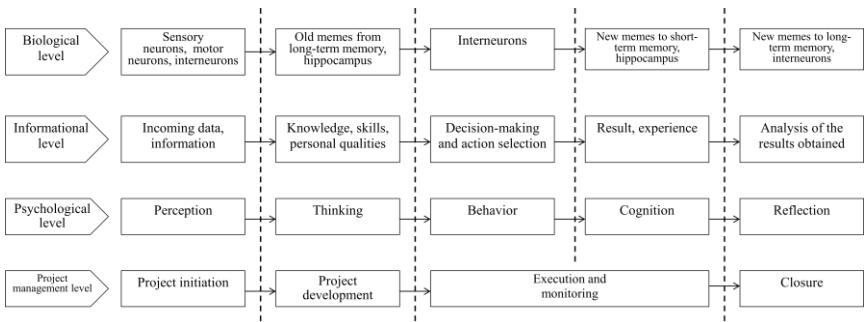 Biological
level
Sensory
neurons, motor
neurons, interneurons
Old memes from
long-term memory,
hippocampus
Interneurons
New memes to short-
term memory,
hippocampus
New memes to long-
term memory,
interneurons
Informational
level
Incoming data,
information
Knowledge, skills,
personal qualities
Decision-making
and action selection
Result, experience
Analysis of the
results obtained
Psychological
level
Perception
Thinking
Behavior
Cognition
Reflection
Project
management level
Project initiation
Project
development
Execution and
monitoring
Closure